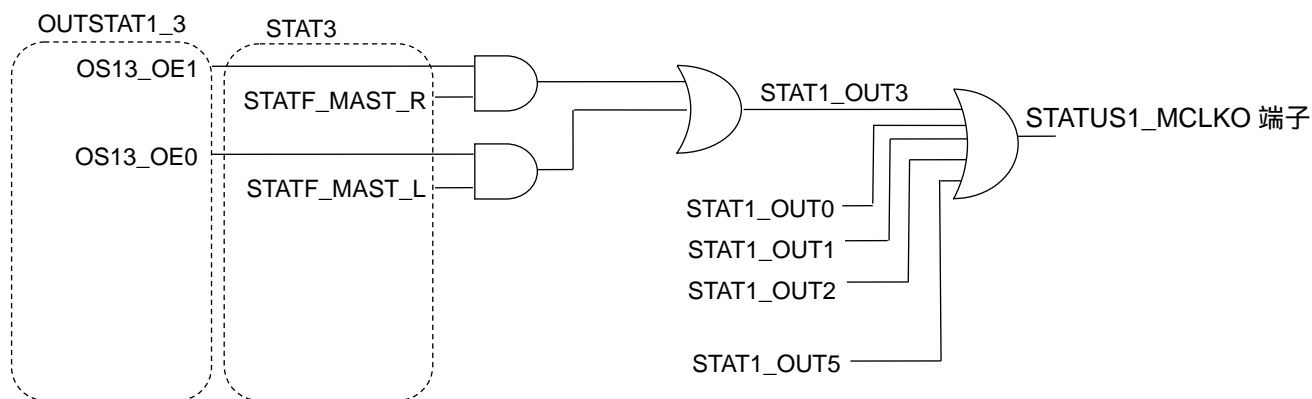 OUTSTAT1_3
STAT3
OS13_OE1
STATF_MAST_R
STAT1_OUT3
STATUS1_MCLKO 端子
OS13_OE0
STATF_MAST_L
STAT1_OUT0
STAT1_OUT1
STAT1_OUT2
STAT1_OUT5